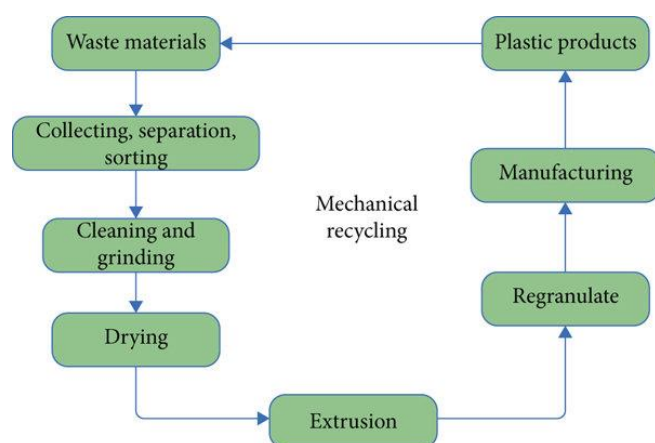 Waste materials
Plastic products
Collecting, separation,
sorting
Manufacturing
Mechanical
recycling
Cleaning and
grinding
Regranulate
Drying
Extrusion